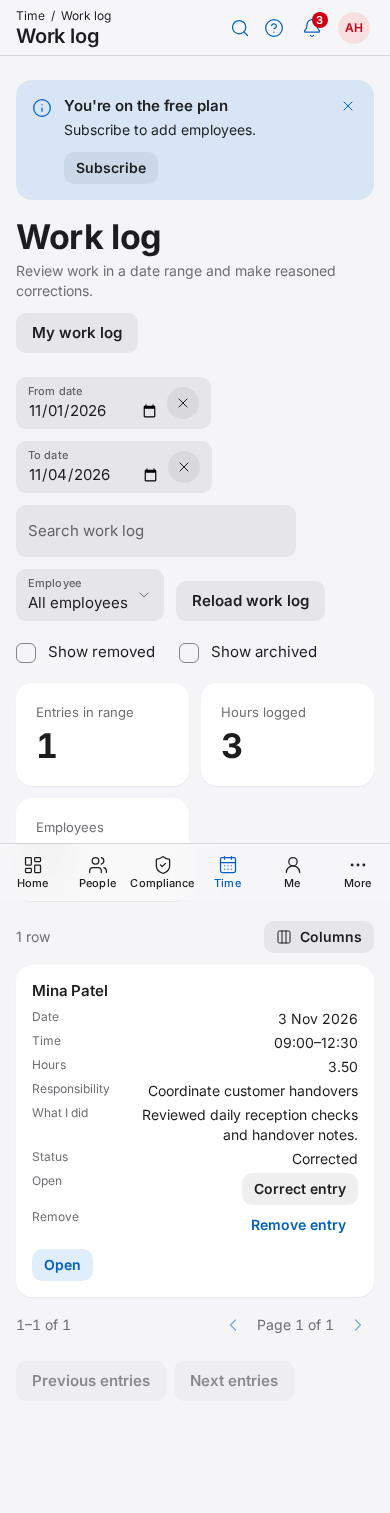 Time / Work log
Work log
3
AH
You're on the free plan
Subscribe to add employees.
Subscribe
Work log
Review work in a date range and make reasoned
corrections.
My work log
From date
11/01/2026
To date
11/04/2026
Search work log
Employee
All employees
Reload work log
Show removed
Show archived
Entries in range
1
Hours logged
3
Employees
Home
People
Compliance
Time
Me
More
1 row
Columns
Mina Patel
Date
3 Nov 2026
Time
09:00–12:30
Hours
3.50
Responsibility
Coordinate customer handovers
What I did
Reviewed daily reception checks
and handover notes.
Status
Corrected
Open
Correct entry
Remove
Remove entry
Open
1–1 of 1
Page 1 of 1
Previous entries
Next entries